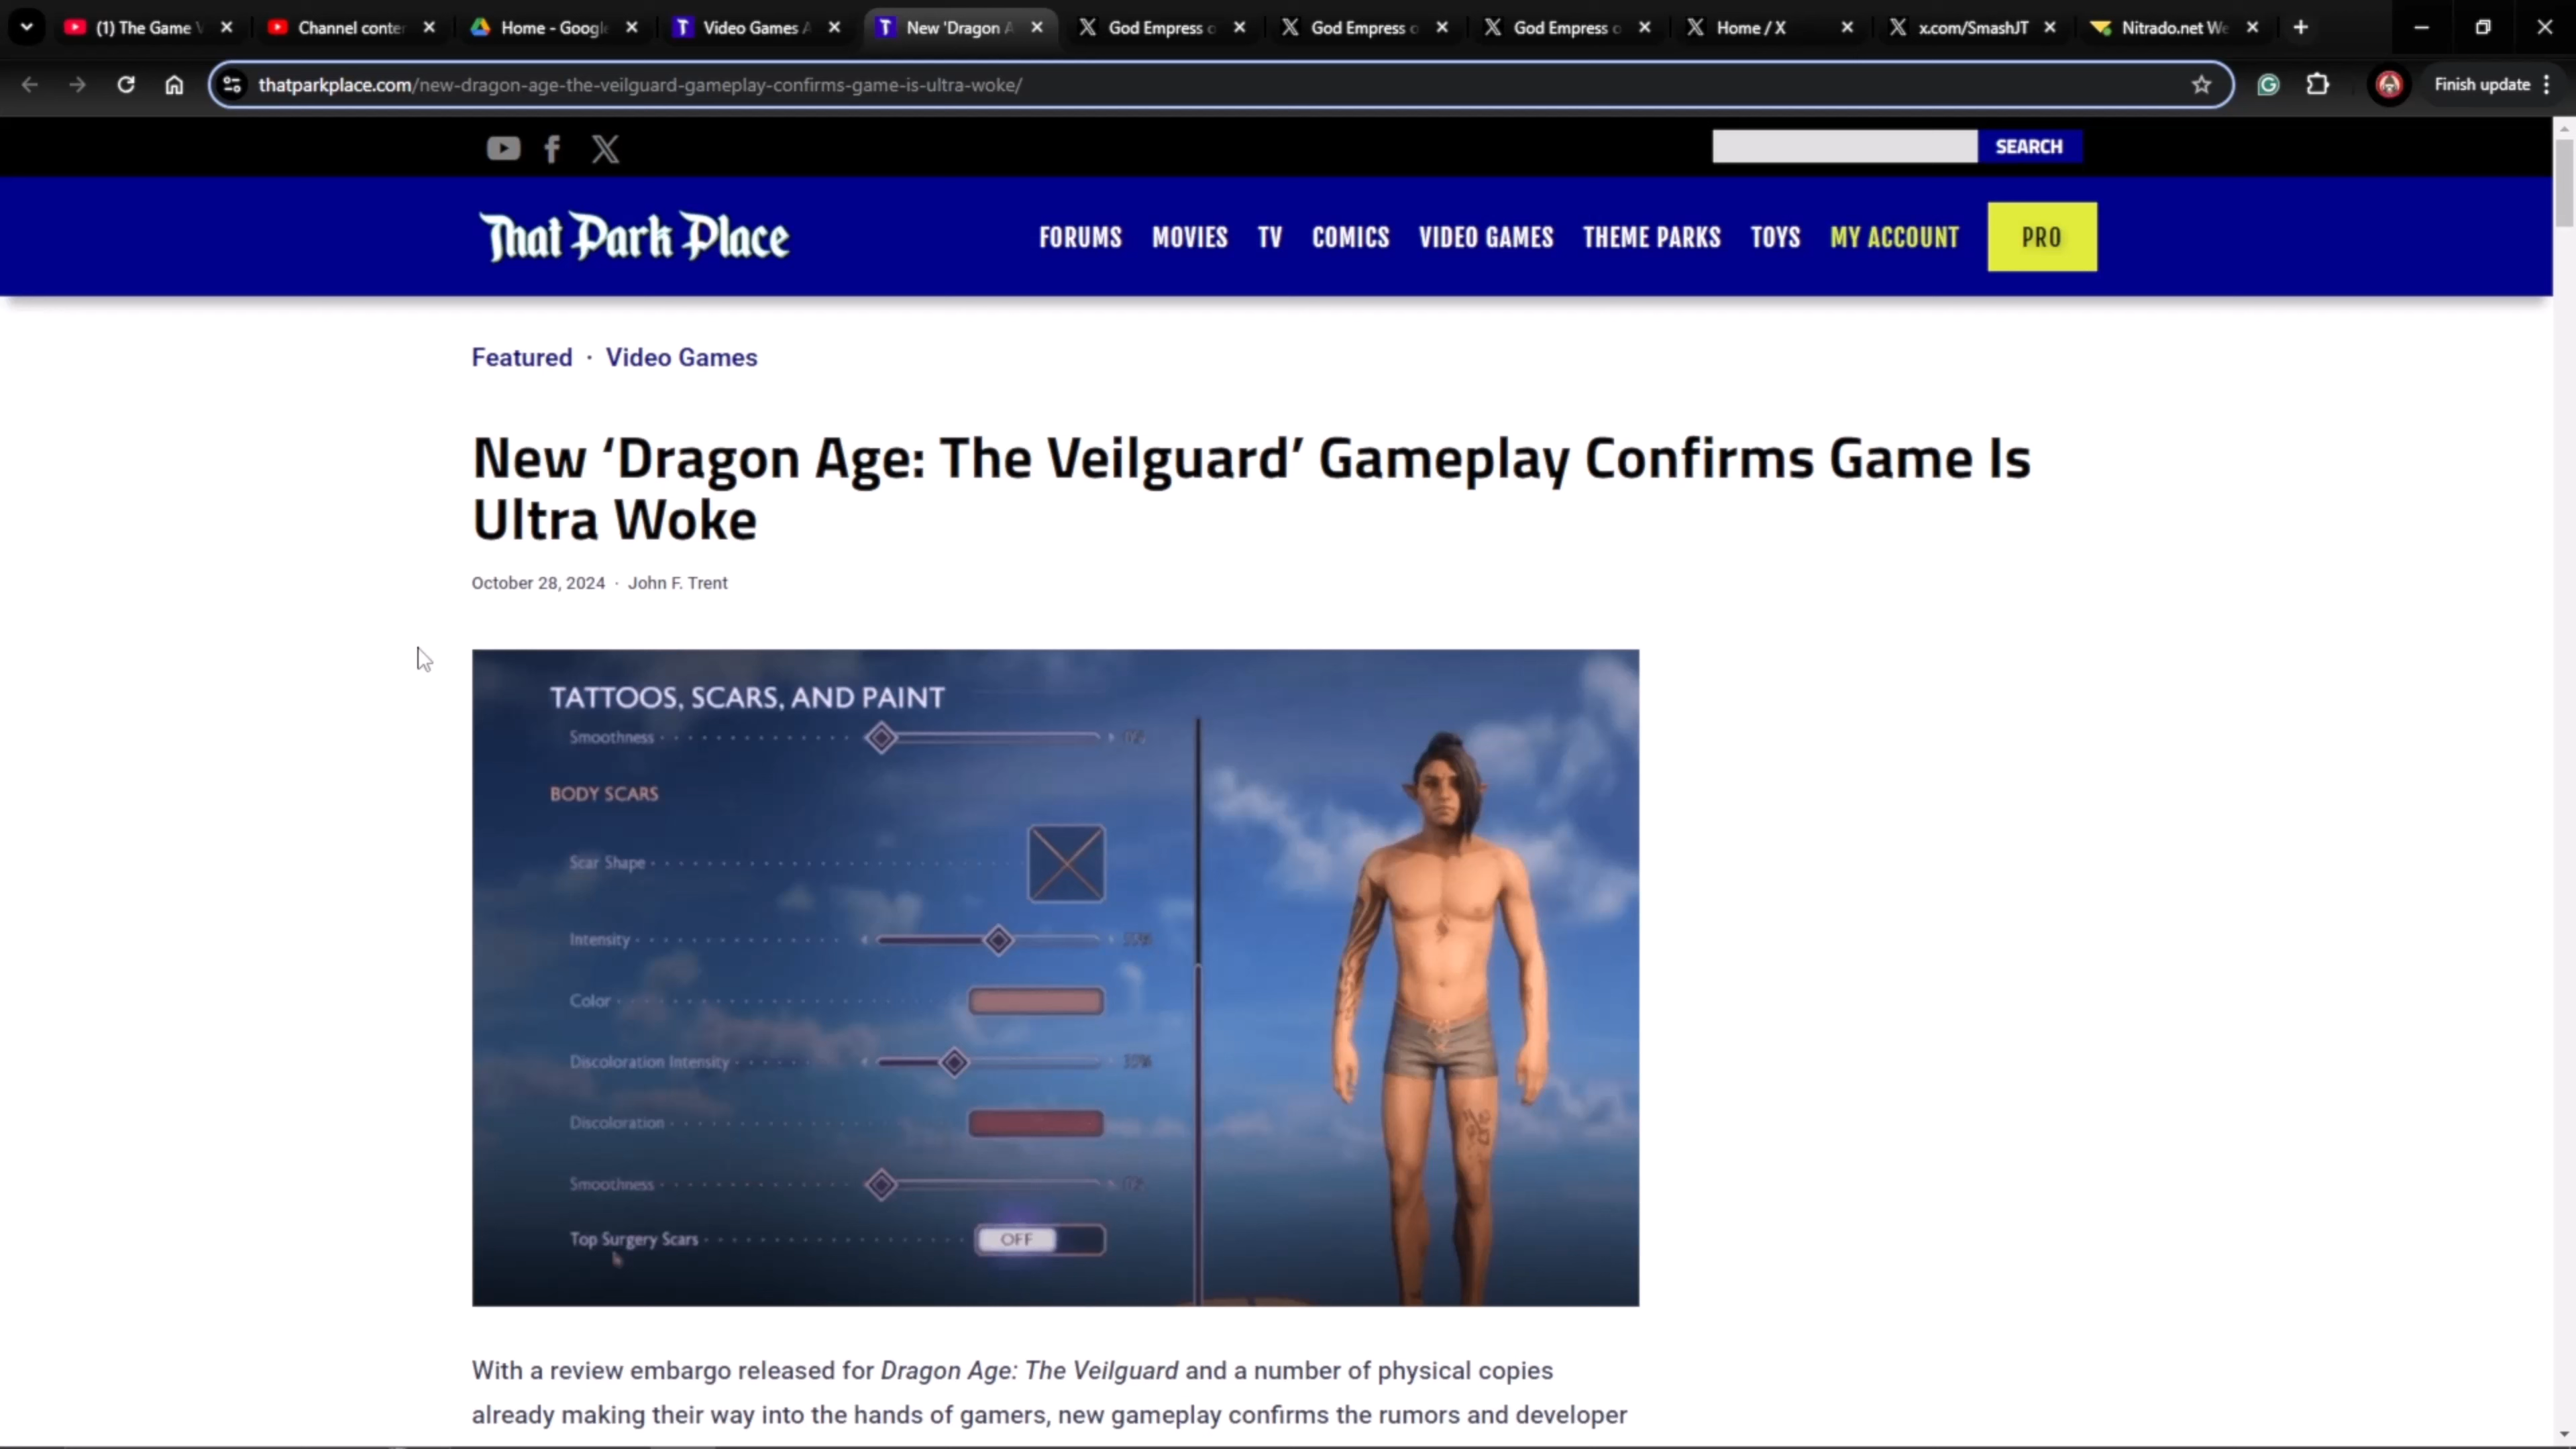 (1) The Game V
Channel conter
Home - Google
Video Games A
New 'Dragon A
God Empress o
God Empress o
God Empress o
Home / X
x.com/SmashJT
Nitrado.net We
thatparkplace.com/new-dragon-age-the-veilguard-gameplay-confirms-game-is-ultra-woke/
Finish update
SEARCH
That Park Place
FORUMS MOVIES TV COMICS VIDEO GAMES THEME PARKS TOYS MY ACCOUNT PRO
Featured · Video Games
New ‘Dragon Age: The Veilguard’ Gameplay Confirms Game Is
Ultra Woke
October 28, 2024 · John F. Trent
TATTOOS, SCARS, AND PAINT
Smoothness
BODY SCARS
Scar Shape
Intensity
Color
Discoloration Intensity
Discoloration
Smoothness
Top Surgery Scars OFF
With a review embargo released for Dragon Age: The Veilguard and a number of physical copies
already making their way into the hands of gamers, new gameplay confirms the rumors and developer